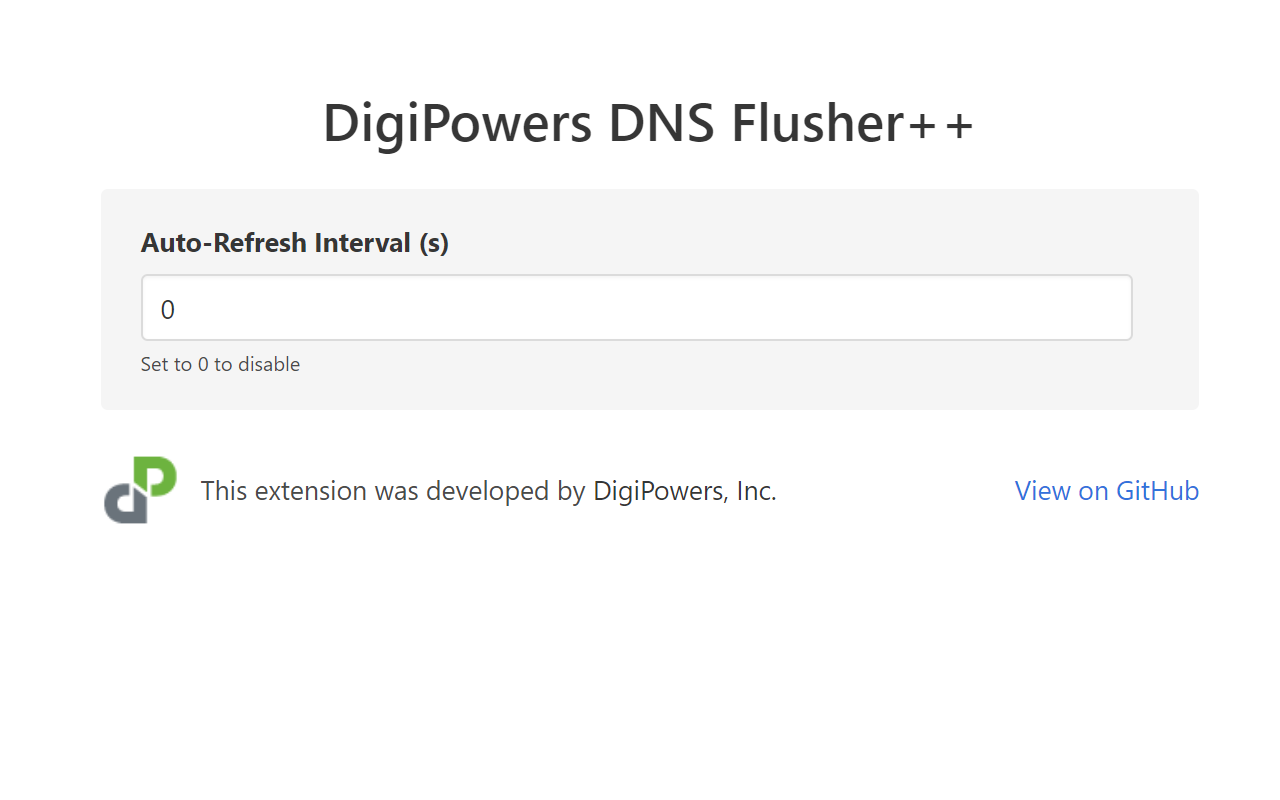 DigiPowers DNS Flusher++
Auto-Refresh Interval (s)
0
Set to 0 to disable
dP
This extension was developed by DigiPowers, Inc.
View on GitHub